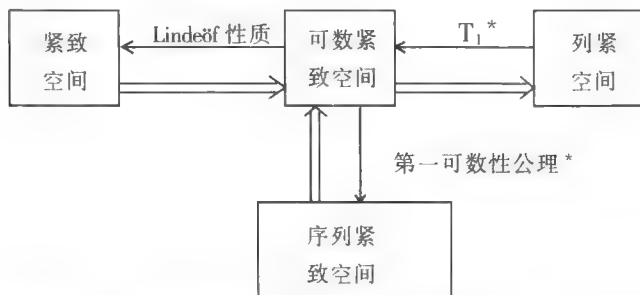 紧致
空间
Lindeöf 性质
可数紧
致空间
T₁*
列紧
空间
第一可数性公理*
序列紧
致空间